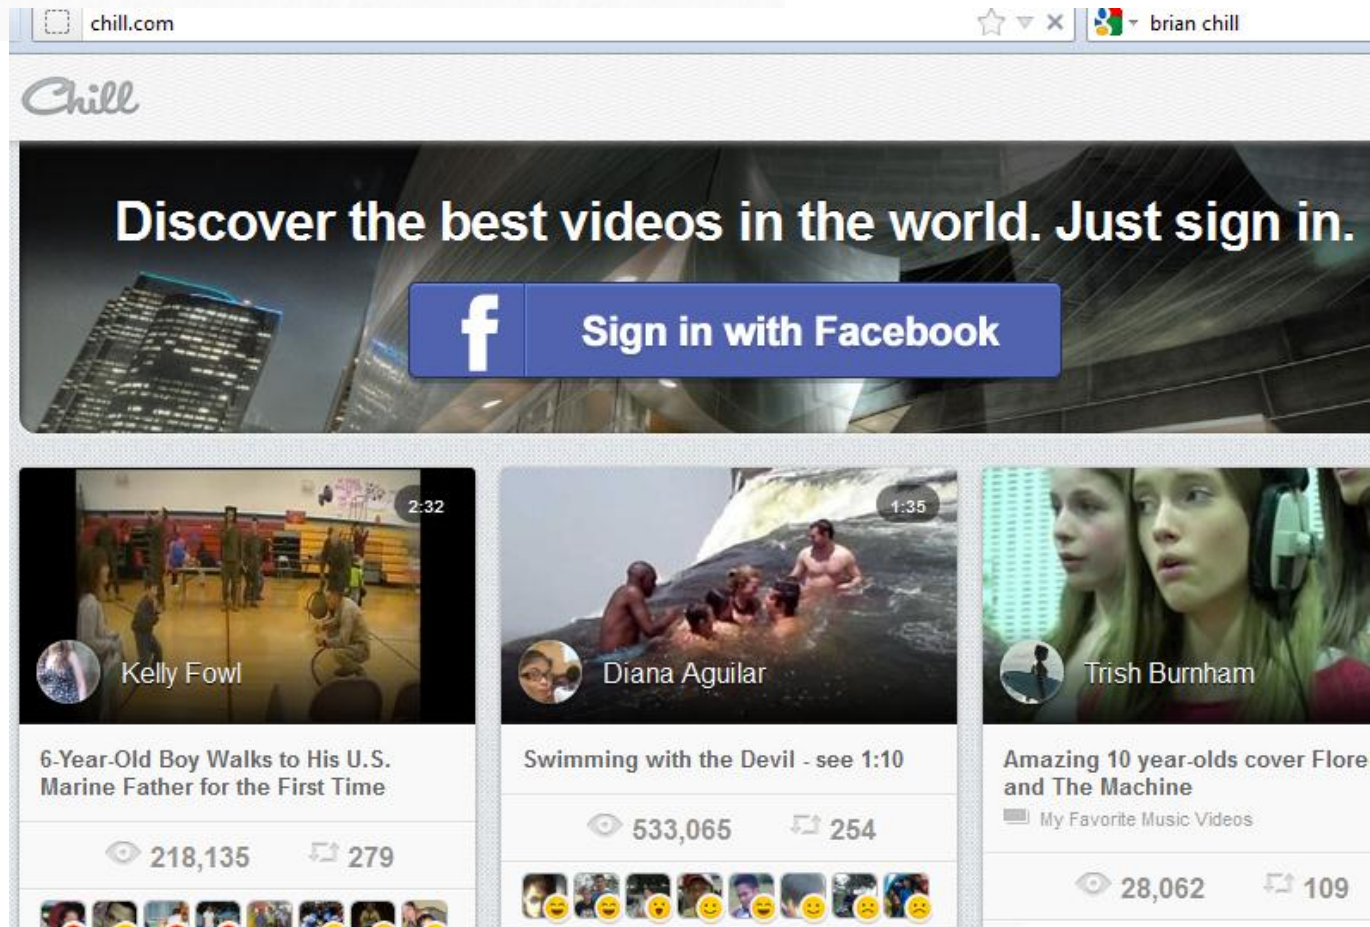 chill.com
brian chill
Chill
Discover the best videos in the world. Just sign in.
f Sign in with Facebook
2:32
Kelly Fowl
6-Year-Old Boy Walks to His U.S.
Marine Father for the First Time
218,135 279
1:35
Diana Aguilar
Swimming with the Devil - see 1:10
533,065 254
Trish Burnham
Amazing 10 year-olds cover Flore
and The Machine
My Favorite Music Videos
28,062 109